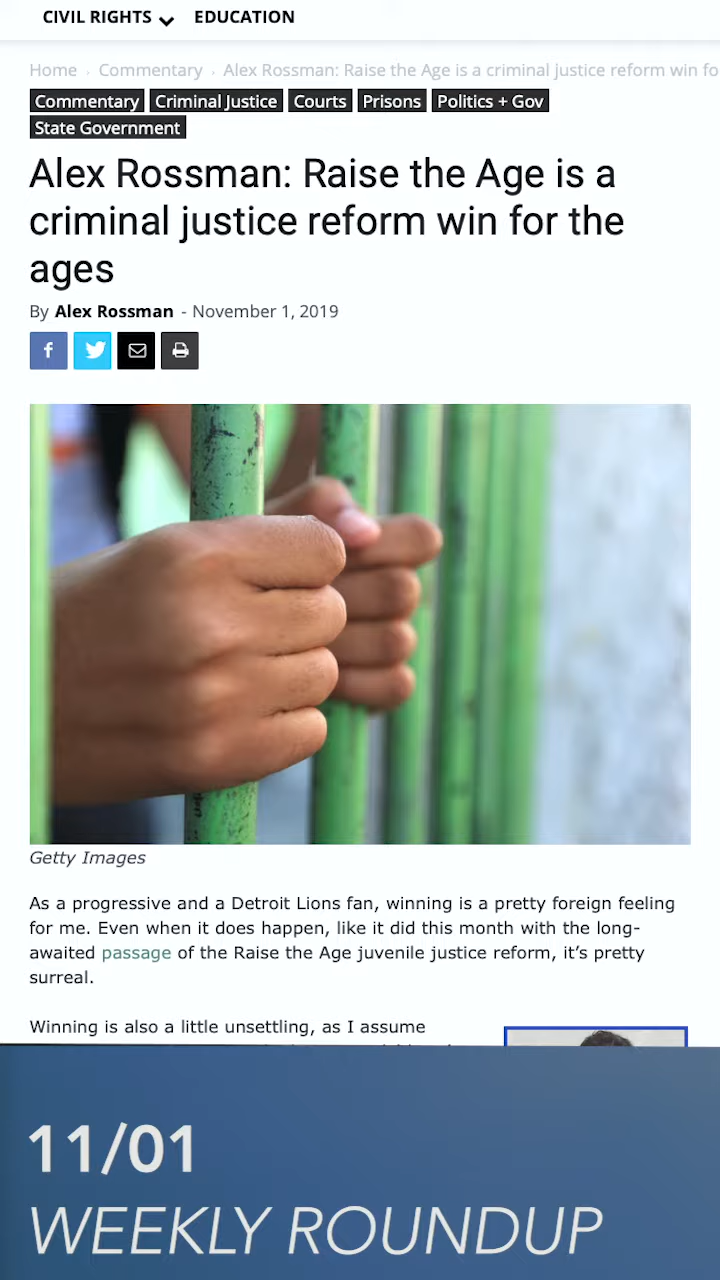 CIVIL RIGHTS EDUCATION
Home › Commentary › Alex Rossman: Raise the Age is a criminal justice reform win fo
Commentary Criminal Justice Courts Prisons Politics + Gov
State Government
Alex Rossman: Raise the Age is a
criminal justice reform win for the
ages
By Alex Rossman - November 1, 2019
Getty Images
As a progressive and a Detroit Lions fan, winning is a pretty foreign feeling
for me. Even when it does happen, like it did this month with the long-
awaited passage of the Raise the Age juvenile justice reform, it’s pretty
surreal.
Winning is also a little unsettling, as I assume
11/01
WEEKLY ROUNDUP